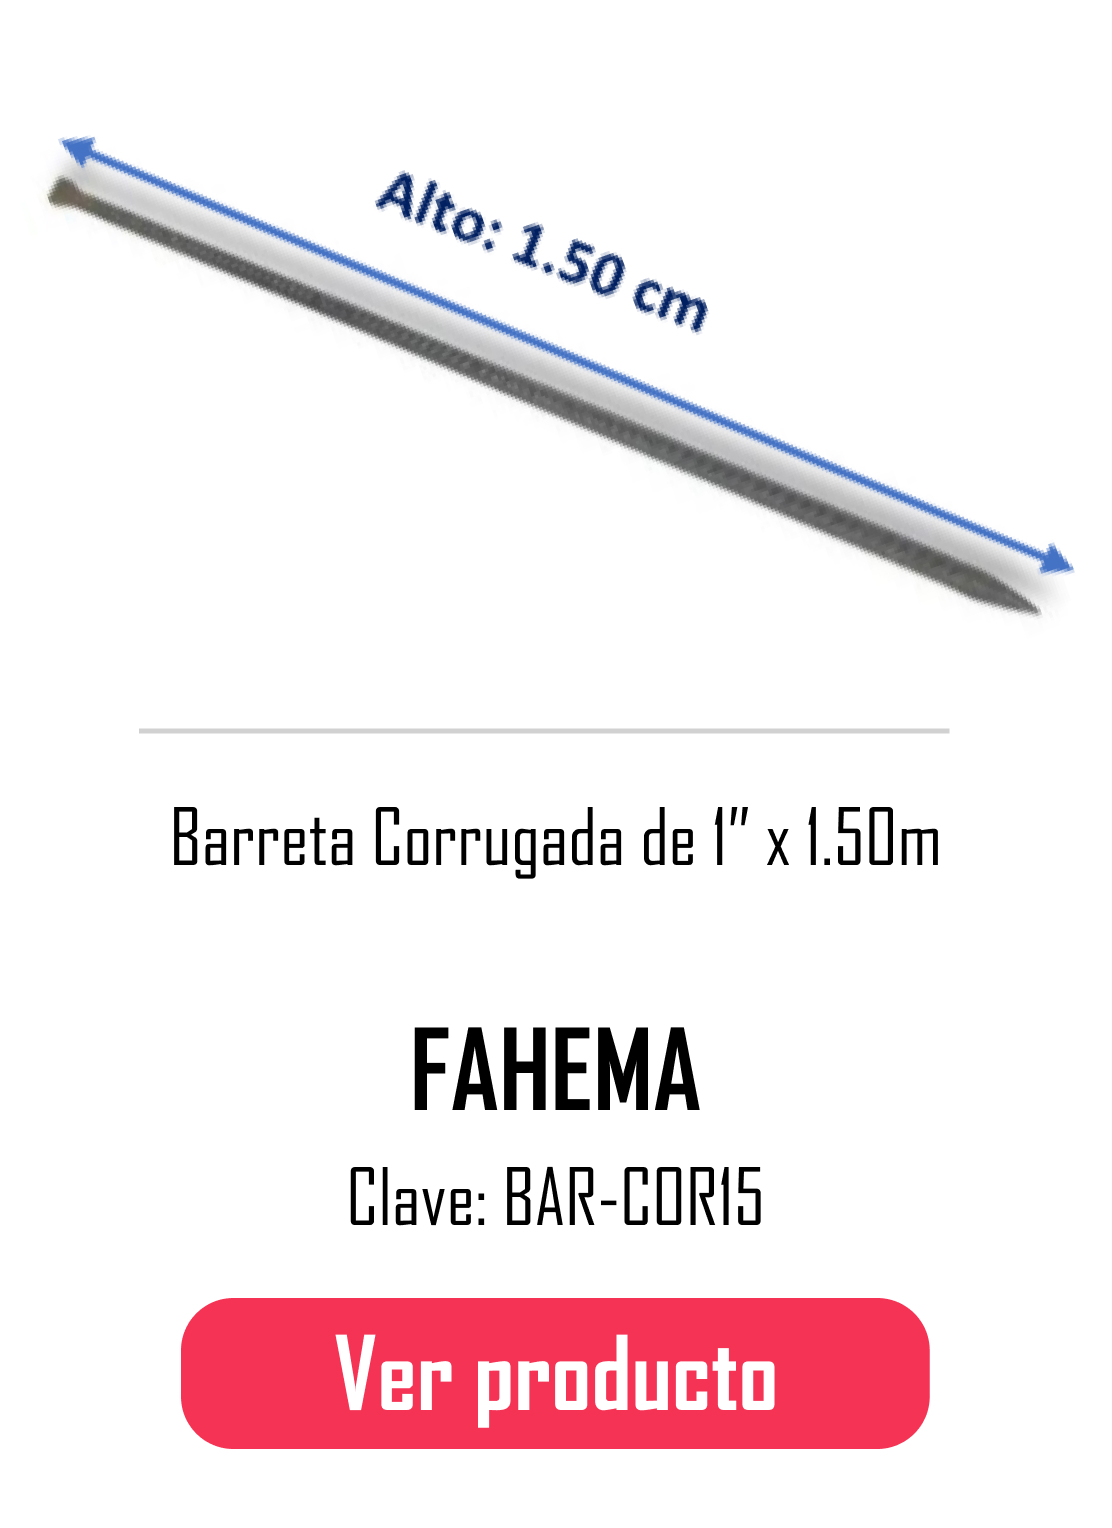 Alto: 1.50 cm
Barreta Corrugada de 1" x 1.50m
FAHEMA
Clave: BAR-COR15
Ver producto